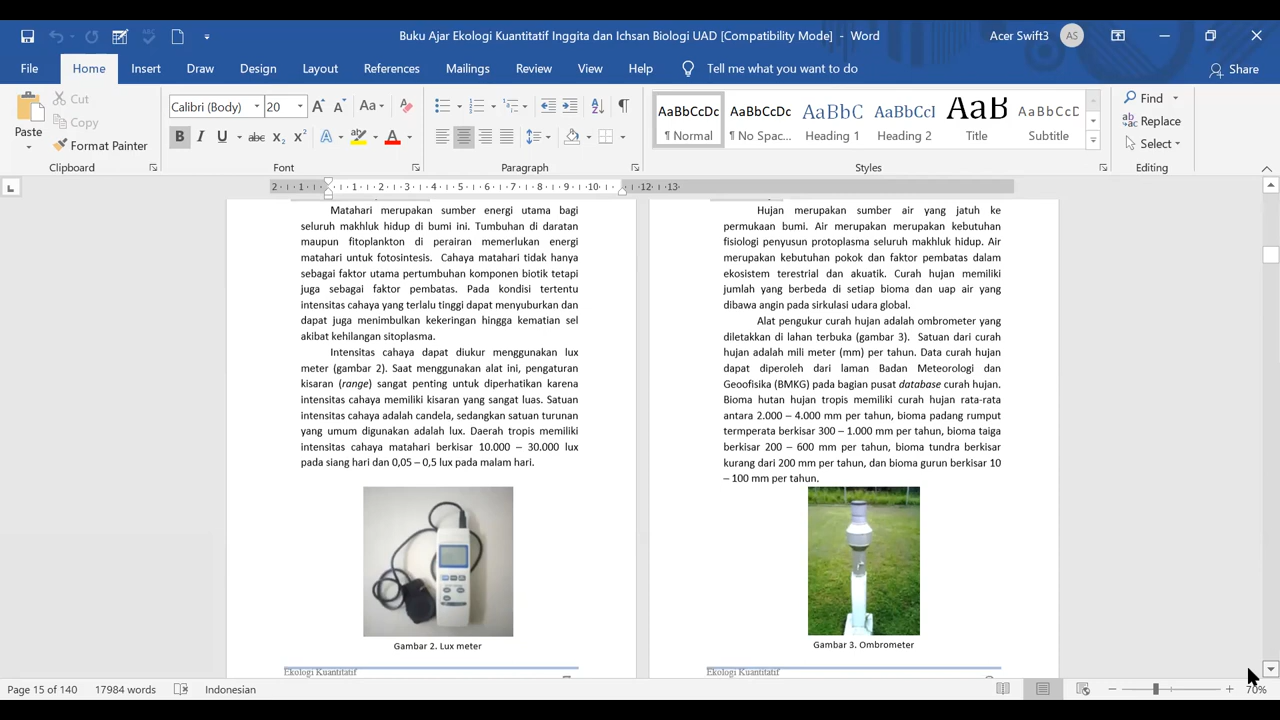 Buku Ajar Ekologi Kuantitatif Inggita dan Ichsan Biologi UAD [Compatibility Mode] - Word
Acer Swift3
AS
File Home Insert Draw Design Layout References Mailings Review View Help Tell me what you want to do Share
Paste
Cut
Copy
Format Painter
Clipboard
Calibri (Body) 20
Font
Paragraph
AaBbCcDc AaBbCcDc AaBbC AaBbCcI AaB AaBbCcD
¶ Normal ¶ No Spac... Heading 1 Heading 2 Title Subtitle
Styles
Find
Replace
Select
Editing
2 1 1 2 3 4 5 6 7 8 9 10 12 13
Matahari merupakan sumber energi utama bagi
seluruh makhluk hidup di bumi ini. Tumbuhan di daratan
maupun fitoplankton di perairan memerlukan energi
matahari untuk fotosintesis. Cahaya matahari tidak hanya
sebagai faktor utama pertumbuhan komponen biotik tetapi
juga sebagai faktor pembatas. Pada kondisi tertentu
intensitas cahaya yang terlalu tinggi dapat menyuburkan dan
dapat juga menimbulkan kekeringan hingga kematian sel
akibat kehilangan sitoplasma.
Intensitas cahaya dapat diukur menggunakan lux
meter (gambar 2). Saat menggunakan alat ini, pengaturan
kisaran (range) sangat penting untuk diperhatikan karena
intensitas cahaya memiliki kisaran yang sangat luas. Satuan
intensitas cahaya adalah candela, sedangkan satuan turunan
yang umum digunakan adalah lux. Daerah tropis memiliki
intensitas cahaya matahari berkisar 10.000 – 30.000 lux
pada siang hari dan 0,05 – 0,5 lux pada malam hari.
Gambar 2. Lux meter
Ekologi Kuantitatif
Hujan merupakan sumber air yang jatuh ke
permukaan bumi. Air merupakan merupakan kebutuhan
fisiologi penyusun protoplasma seluruh makhluk hidup. Air
merupakan kebutuhan pokok dan faktor pembatas dalam
ekosistem terestrial dan akuatik. Curah hujan memiliki
jumlah yang berbeda di setiap bioma dan uap air yang
dibawa angin pada sirkulasi udara global.
Alat pengukur curah hujan adalah ombrometer yang
diletakkan di lahan terbuka (gambar 3). Satuan dari curah
hujan adalah mili meter (mm) per tahun. Data curah hujan
dapat diperoleh dari laman Badan Meteorologi dan
Geoofisika (BMKG) pada bagian pusat database curah hujan.
Bioma hutan hujan tropis memiliki curah hujan rata-rata
antara 2.000 – 4.000 mm per tahun, bioma padang rumput
termperata berkisar 300 – 1.000 mm per tahun, bioma taiga
berkisar 200 – 600 mm per tahun, bioma tundra berkisar
kurang dari 200 mm per tahun, dan bioma gurun berkisar 10
– 100 mm per tahun.
Gambar 3. Ombrometer
Ekologi Kuantitatif
Page 15 of 140 17984 words Indonesian 70%